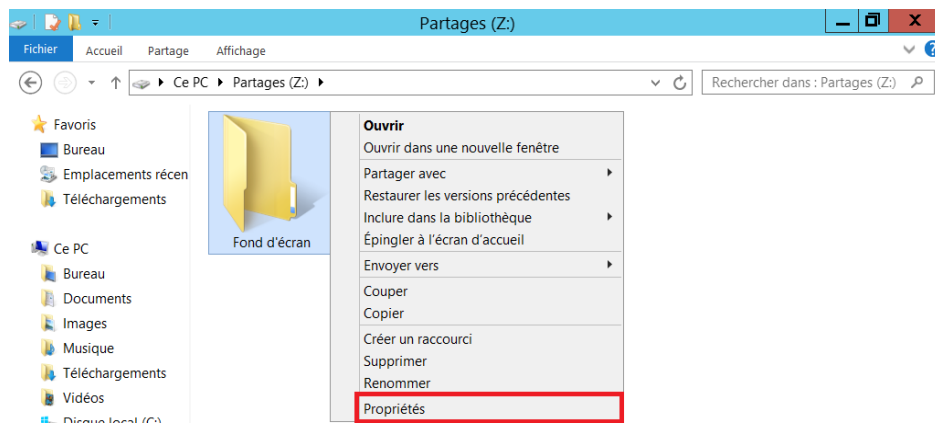 Partages (Z:)
Fichier Accueil Partage Affichage
Ce PC Partages (Z:) Rechercher dans : Partages (Z:)
Favoris
Bureau
Emplacements récen
Téléchargements
Ce PC
Bureau
Documents
Images
Musique
Téléchargements
Vidéos
Disque local (C:)
Fond d'écran
Ouvrir
Ouvrir dans une nouvelle fenêtre
Partager avec
Restaurer les versions précédentes
Inclure dans la bibliothèque
Épingler à l'écran d'accueil
Envoyer vers
Couper
Copier
Créer un raccourci
Supprimer
Renommer
Propriétés